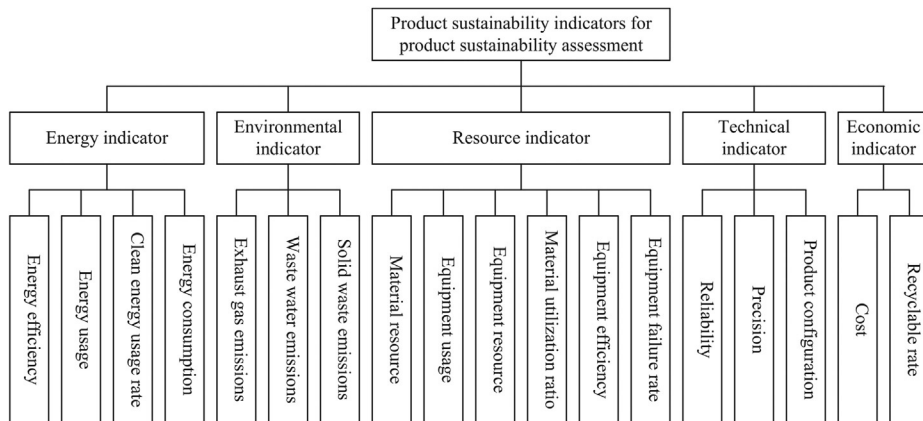 Product sustainability indicators for
product sustainability assessment
Energy indicator
Environmental
indicator
Resource indicator
Technical
indicator
Economic
indicator
Energy efficiency
Energy usage
Clean energy usage rate
Energy consumption
Exhaust gas emissions
Waste water emissions
Solid waste emissions
Material resource
Equipment usage
Equipment resource
Material utilization ratio
Equipment efficiency
Equipment failure rate
Reliability
Precision
Product configuration
Cost
Recyclable rate